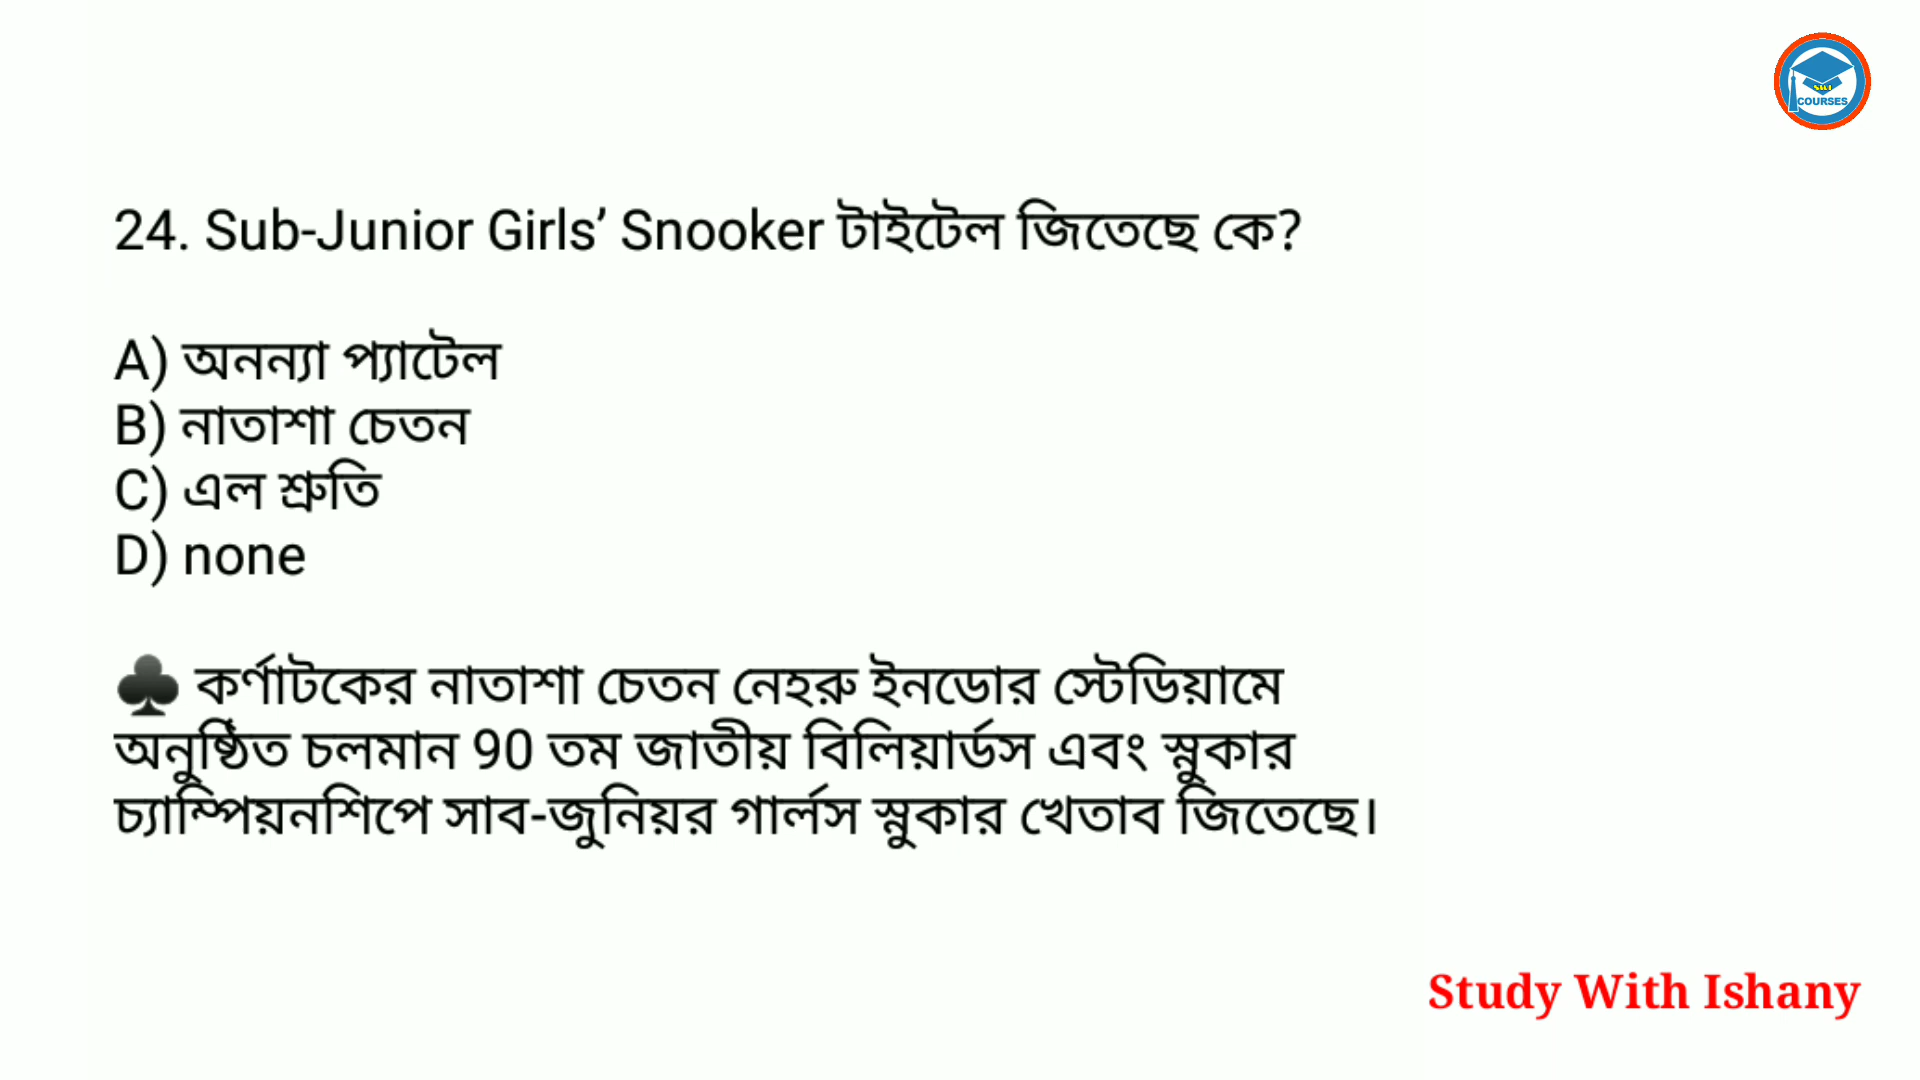 SWI
COURSES
24. Sub-Junior Girls’ Snooker টাইটেল জিতেছে কে?
A) অনন্যা প্যাটেল
B) নাতাশা চেতন
C) এল শ্রুতি
D) none
♣ কর্ণাটকের নাতাশা চেতন নেহরু ইনডোর স্টেডিয়ামে
অনুষ্ঠিত চলমান 90 তম জাতীয় বিলিয়ার্ডস এবং স্নুকার
চ্যাম্পিয়নশিপে সাব-জুনিয়র গার্লস স্নুকার খেতাব জিতেছে।
Study With Ishany